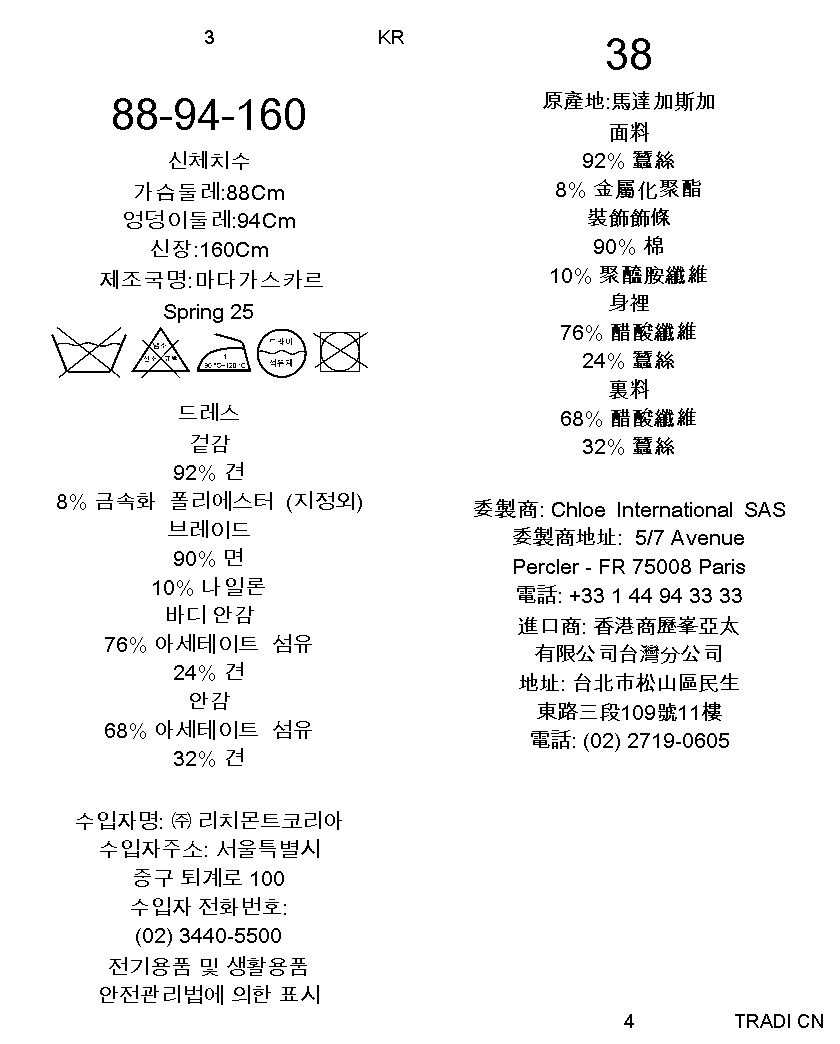 3 KR
88-94-160
신체치수
가슴둘레:88Cm
엉덩이둘레:94Cm
신장:160Cm
제조국명:마다가스카르
Spring 25
염소
산소 표백
1
90 °C~120 °C
드라이
석유계
드레스
겉감
92% 견
8% 금속화 폴리에스터 (지정외)
브레이드
90% 면
10% 나일론
바디 안감
76% 아세테이트 섬유
24% 견
안감
68% 아세테이트 섬유
32% 견
수입자명: ㈜ 리치몬트코리아
수입자주소: 서울특별시
중구 퇴계로 100
수입자 전화번호:
(02) 3440-5500
전기용품 및 생활용품
안전관리법에 의한 표시
38
原產地:馬達加斯加
面料
92% 蠶絲
8% 金屬化聚酯
裝飾飾條
90% 棉
10% 聚醯胺纖維
身裡
76% 醋酸纖維
24% 蠶絲
裏料
68% 醋酸纖維
32% 蠶絲
委製商: Chloe International SAS
委製商地址: 5/7 Avenue
Percler - FR 75008 Paris
電話: +33 1 44 94 33 33
進口商: 香港商歷峯亞太
有限公司台灣分公司
地址: 台北市松山區民生
東路三段109號11樓
電話: (02) 2719-0605
4 TRADI CN